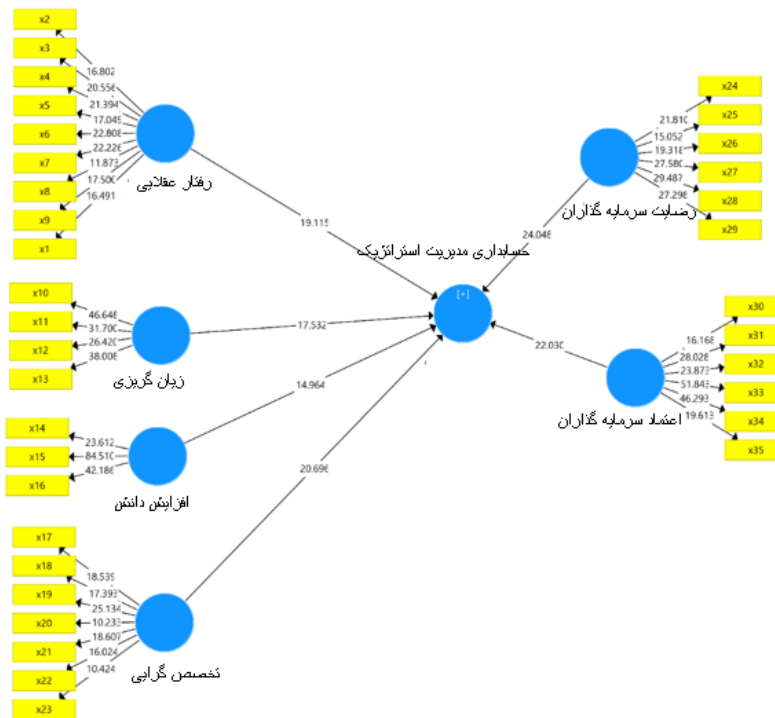 x2
x3
x4
x5
x6
x7
x8
x9
x1
16.802
20.556
21.394
17.045
22.808
22.226
11.873
17.500
16.491
رفتار عقلایی
19.115
x10
x11
x12
x13
46.648
31.700
26.420
38.008
زیان گریزی
17.532
x14
x15
x16
23.612
84.510
42.186
افزایش دانش
14.964
x17
x18
x19
x20
x21
x22
x23
18.539
17.393
25.134
10.233
18.607
16.024
10.424
تخصص گرایی
20.696
حسابداری مدیریت استراتژیک
[+]
x24
x25
x26
x27
x28
x29
21.810
15.052
19.318
27.580
29.487
27.298
رضایت سرمایه گذاران
24.048
x30
x31
x32
x33
x34
x35
16.168
28.028
23.873
51.843
46.293
19.613
اعتماد سرمایه گذاران
22.030